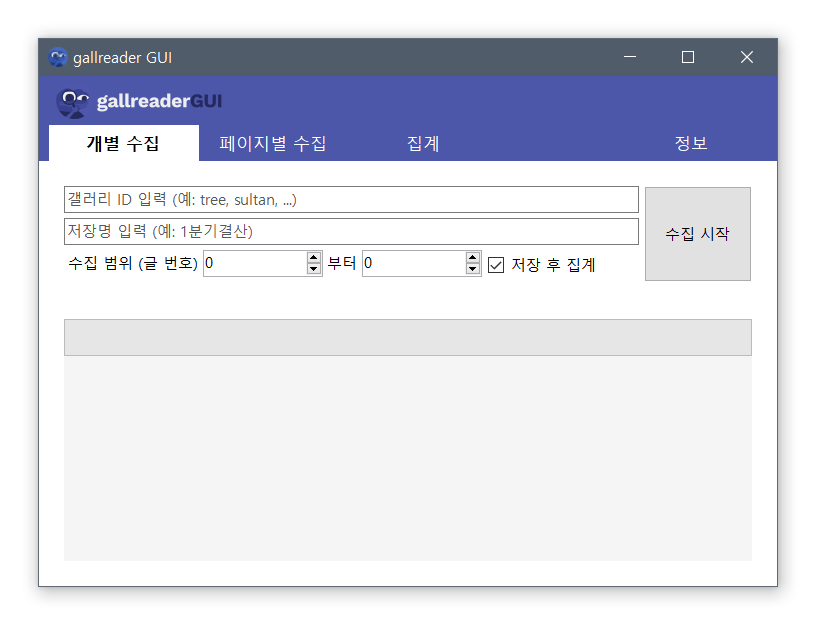 gallreader GUI
gallreaderGUI
개별 수집 페이지별 수집 집계 정보
갤러리 ID 입력 (예: tree, sultan, ...)
저장명 입력 (예: 1분기결산)
수집 시작
수집 범위 (글 번호) 0 부터 0 저장 후 집계